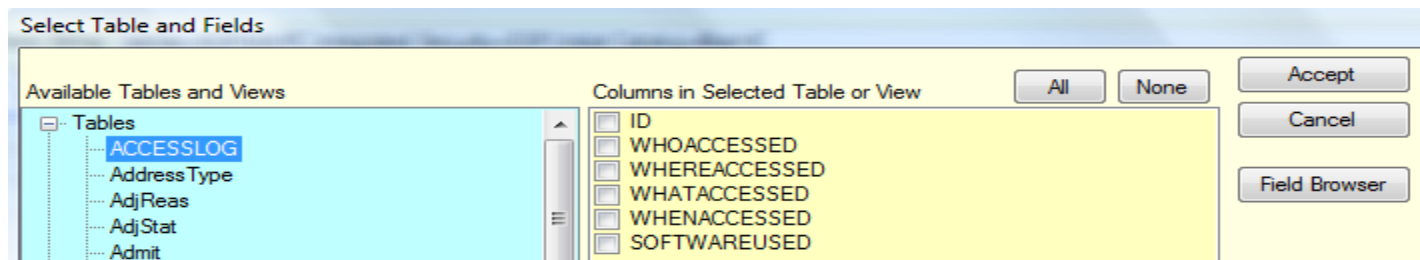 Select Table and Fields
Available Tables and Views
Columns in Selected Table or View
All
None
Accept
Cancel
Field Browser
Tables
ACCESSLOG
AddressType
AdjReas
AdjStat
Admit
ID
WHOACCESSED
WHEREACCESSED
WHATACCESSED
WHENACCESSED
SOFTWAREUSED